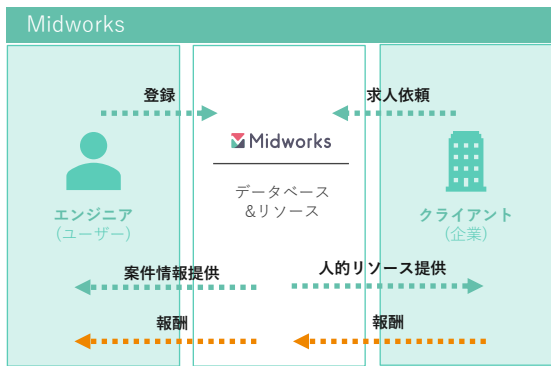 Midworks
登録
求人依頼
Midworks
データベース
&リソース
エンジニア
(ユーザー)
クライアント
(企業)
案件情報提供
人的リソース提供
報酬
報酬